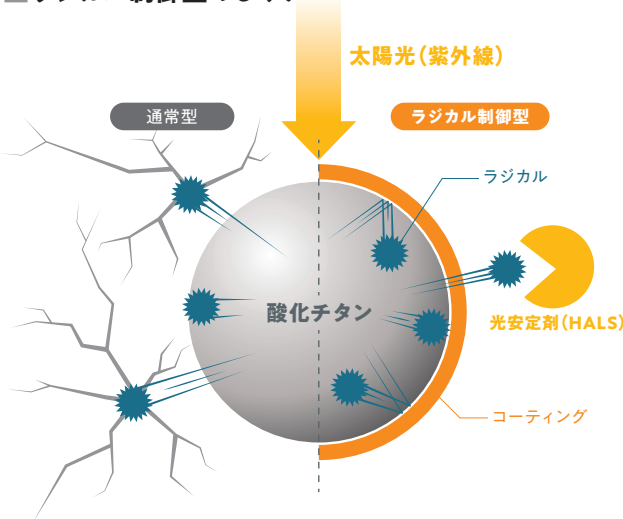 太陽光(紫外線)
通常型
ラジカル制御型
ラジカル
酸化チタン
光安定剤(HALS)
コーティング